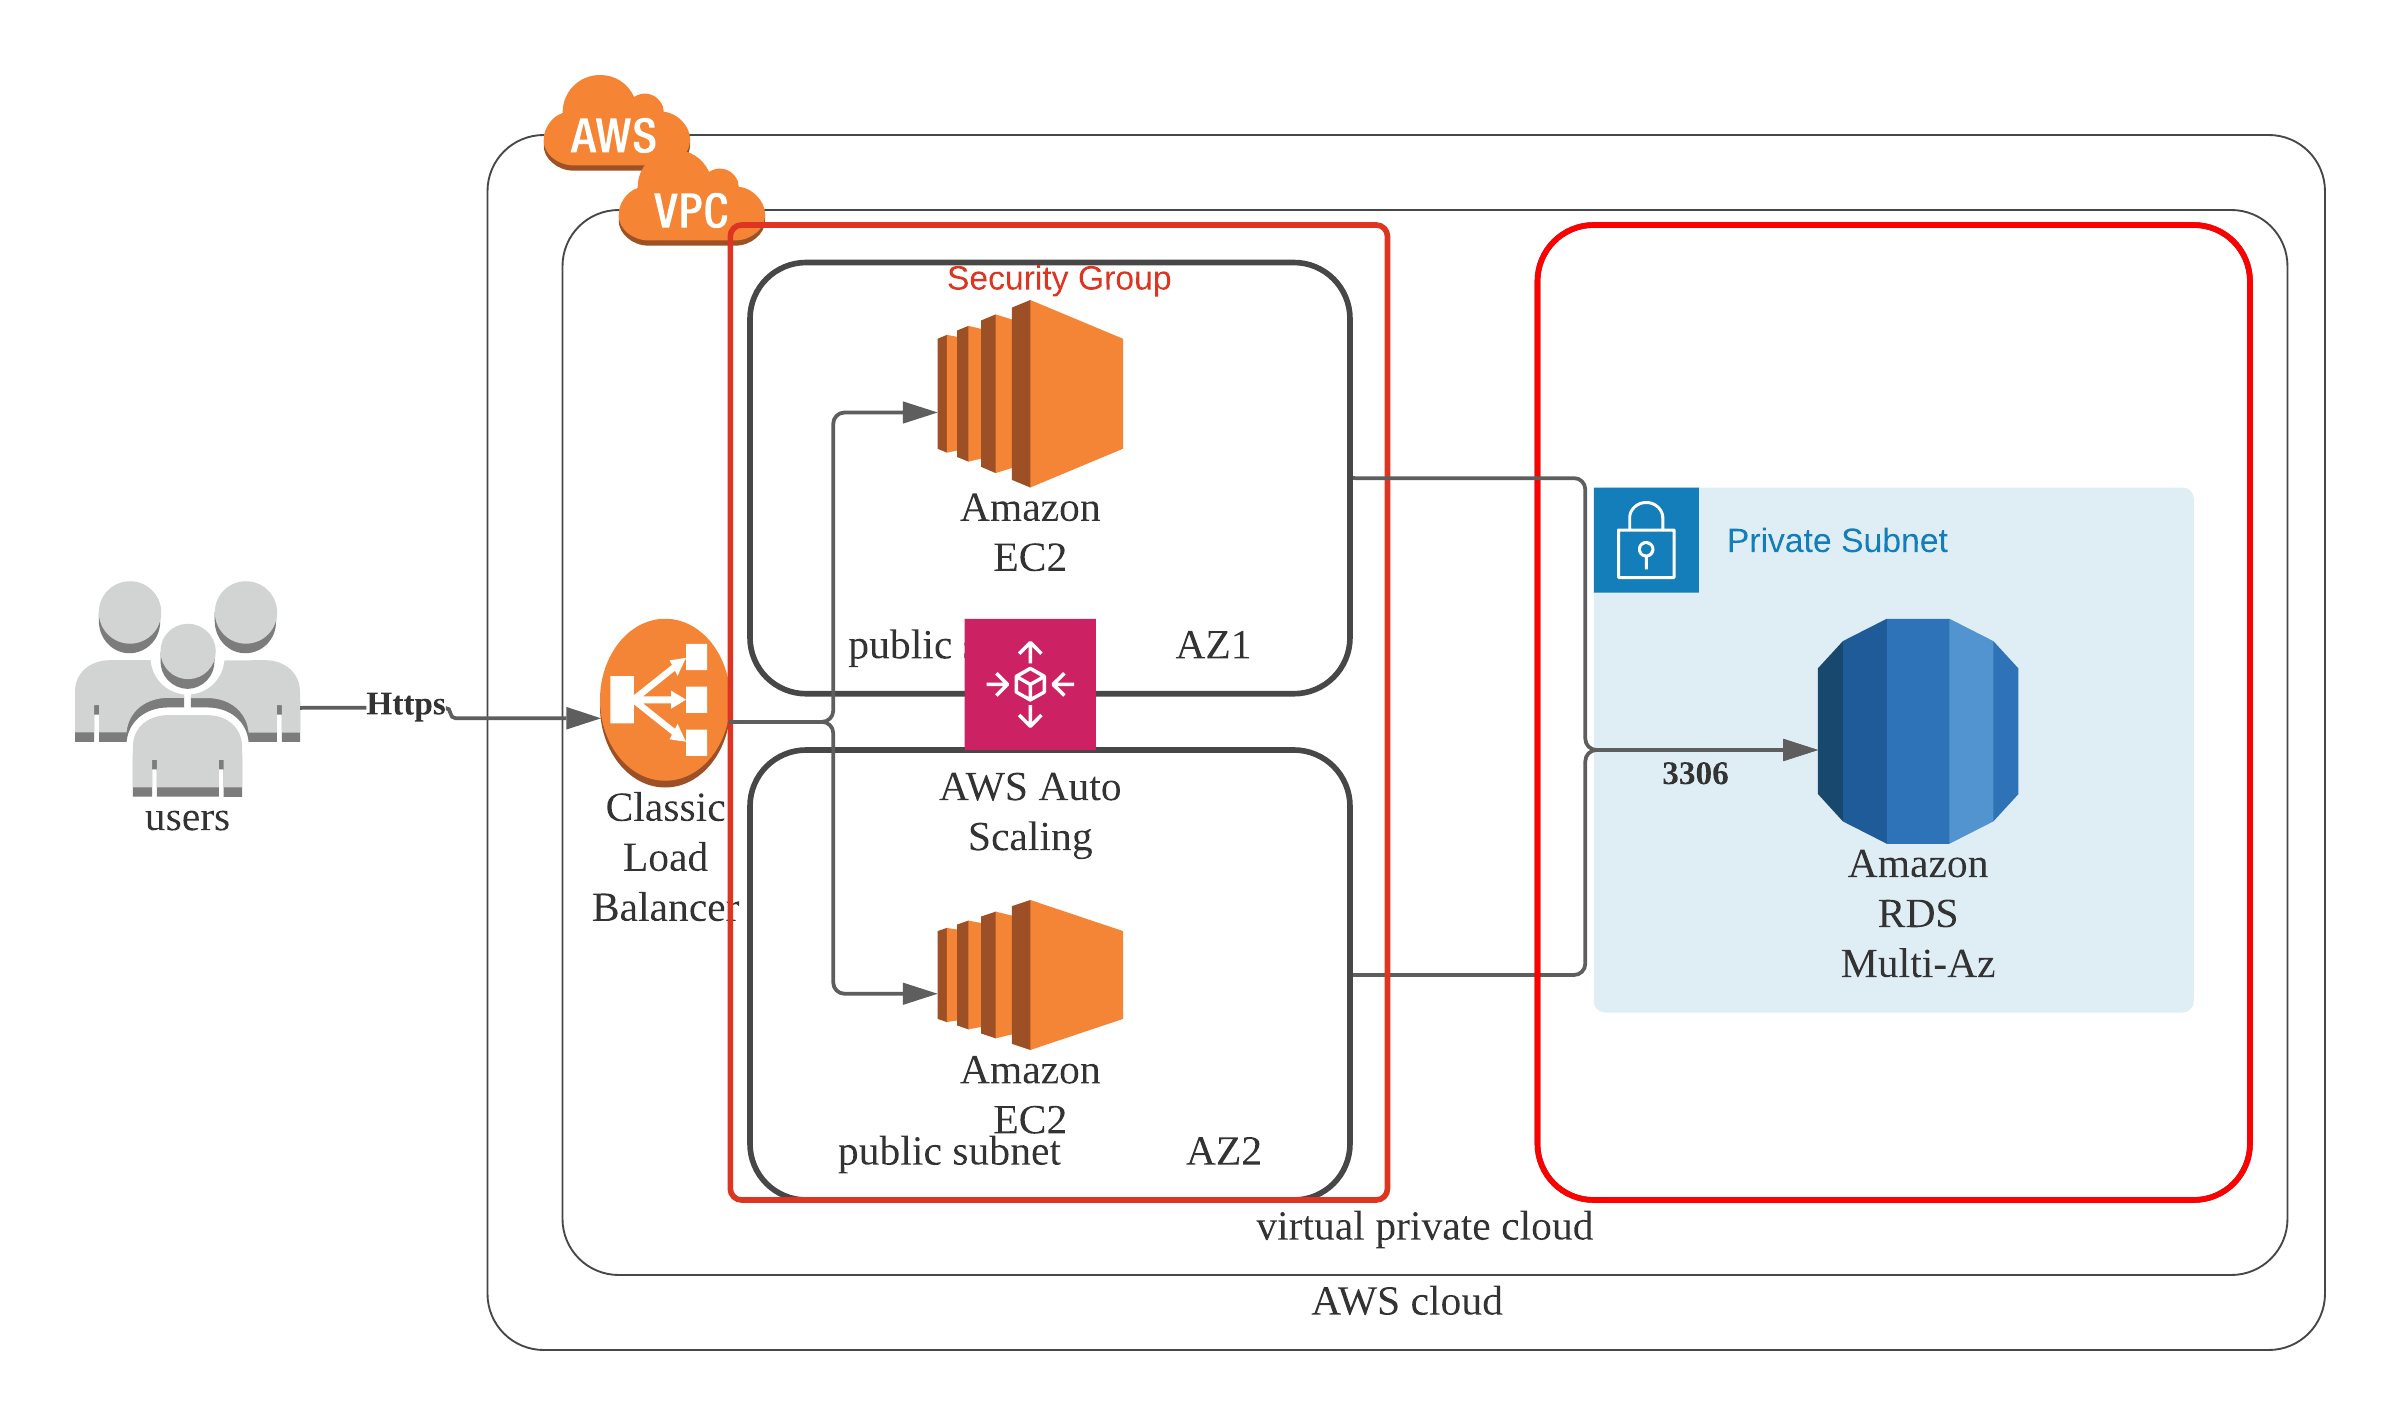 AWS
VPC
Security Group
Amazon
EC2
public
AZ1
Private Subnet
Https
users
Classic
Load
Balancer
AWS Auto
Scaling
3306
Amazon
RDS
Multi-Az
Amazon
EC2
public subnet
AZ2
virtual private cloud
AWS cloud